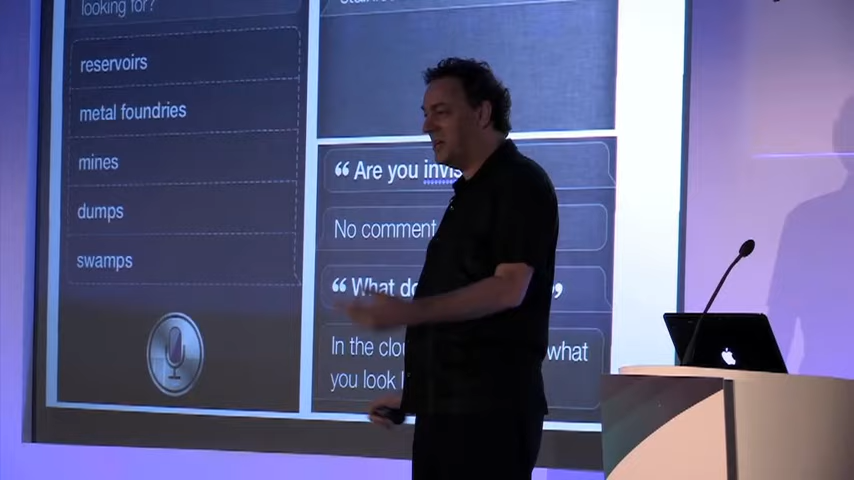 looking for?
reservoirs
metal foundries
mines
dumps
swamps
“ Are you invis
No comment
“ What do
”
In the clou
what
you look